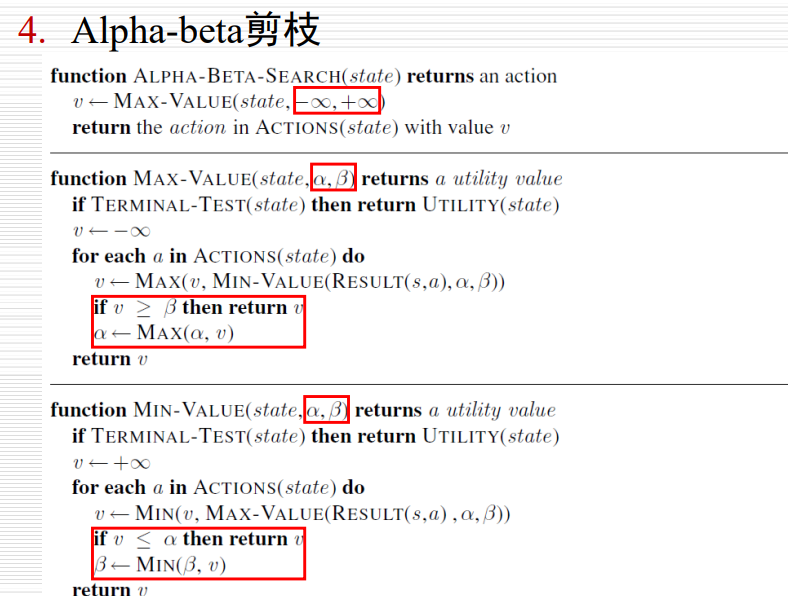 4. Alpha-beta剪枝
function ALPHA-BETA-SEARCH(state) returns an action
v ← MAX-VALUE(state, −∞, +∞)
return the action in ACTIONS(state) with value v
function MAX-VALUE(state, α, β) returns a utility value
if TERMINAL-TEST(state) then return UTILITY(state)
v ← −∞
for each a in ACTIONS(state) do
v ← MAX(v, MIN-VALUE(RESULT(s,a), α, β))
if v ≥ β then return v
α ← MAX(α, v)
return v
function MIN-VALUE(state, α, β) returns a utility value
if TERMINAL-TEST(state) then return UTILITY(state)
v ← +∞
for each a in ACTIONS(state) do
v ← MIN(v, MAX-VALUE(RESULT(s,a) , α, β))
if v ≤ α then return v
β ← MIN(β, v)
return v